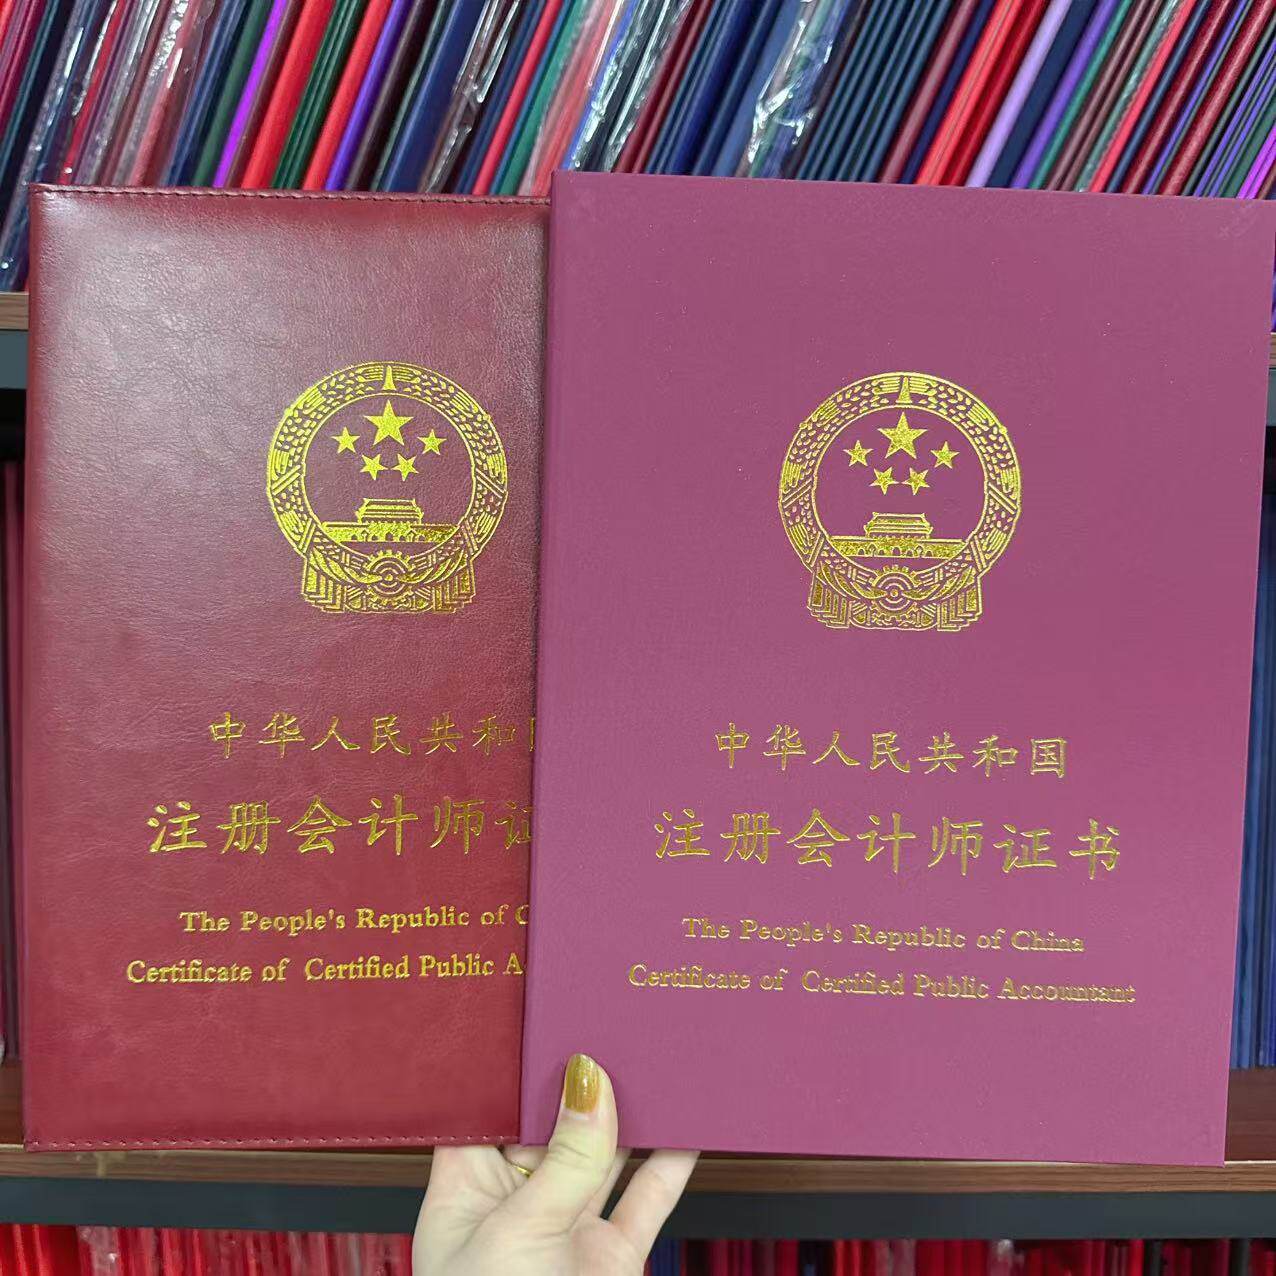 中华人民共和
注册会计师
The People's Republic of
Certificate of Certified Public
中华人民共和国
注册会计师证书
The People's Republic of China
Certificate of Certified Public Accountant